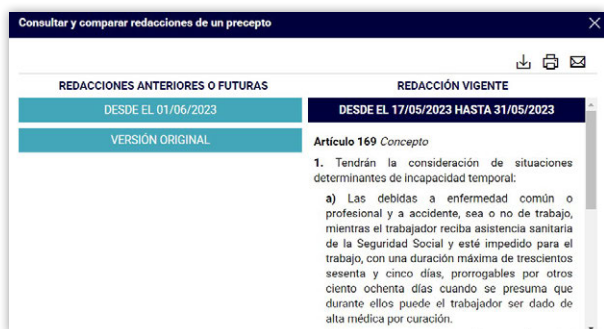 Consultar y comparar redacciones de un precepto
REDACCIONES ANTERIORES O FUTURAS
DESDE EL 01/06/2023
VERSIÓN ORIGINAL
REDACCIÓN VIGENTE
DESDE EL 17/05/2023 HASTA 31/05/2023
Artículo 169 Concepto
1. Tendrán la consideración de situaciones
determinantes de incapacidad temporal:
a) Las debidas a enfermedad común o
profesional y a accidente, sea o no de trabajo,
mientras el trabajador reciba asistencia sanitaria
de la Seguridad Social y esté impedido para el
trabajo, con una duración máxima de trescientos
sesenta y cinco días, prorrogables por otros
ciento ochenta días cuando se presuma que
durante ellos puede el trabajador ser dado de
alta médica por curación.